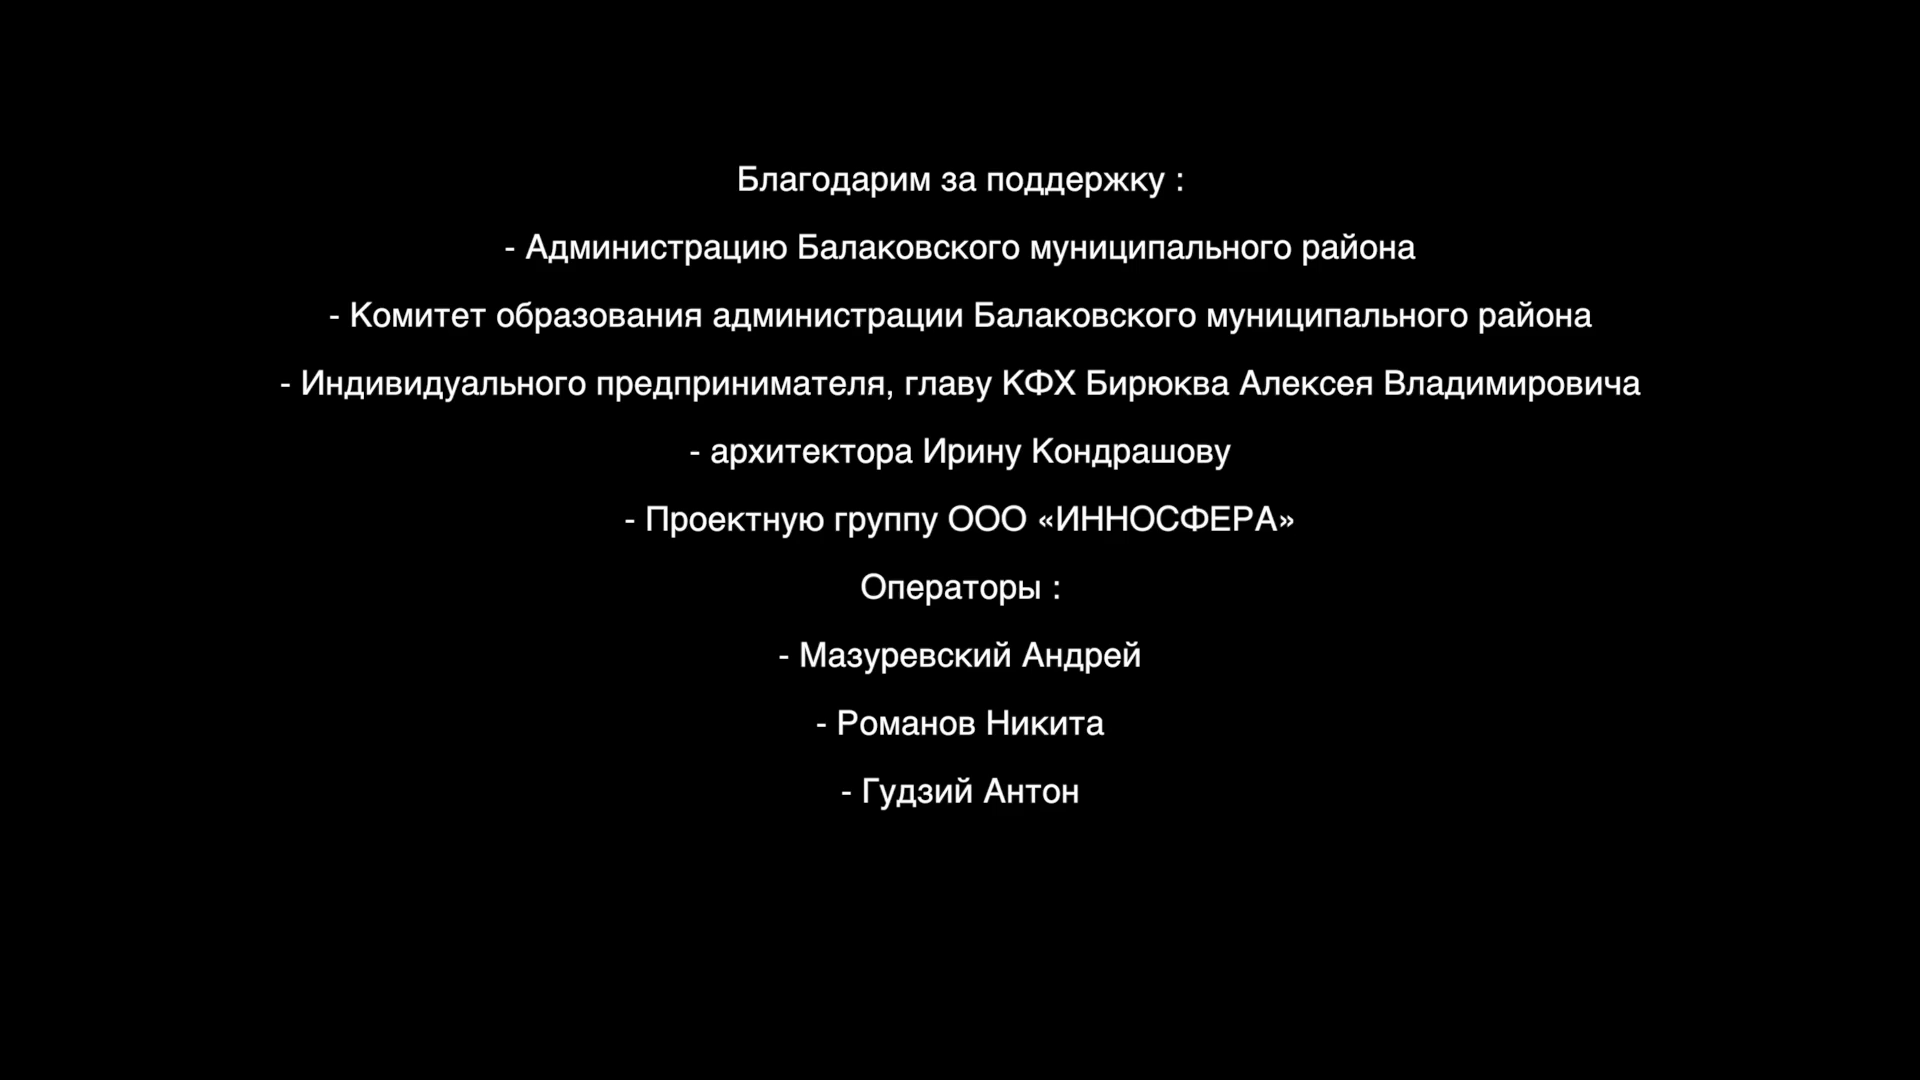 Благодарим за поддержку :
- Администрацию Балаковского муниципального района
- Комитет образования администрации Балаковского муниципального района
- Индивидуального предпринимателя, главу КФХ Бирюква Алексея Владимировича
- архитектора Ирину Кондрашову
- Проектную группу ООО «ИННОСФЕРА»
Операторы :
- Мазуревский Андрей
- Романов Никита
- Гудзий Антон